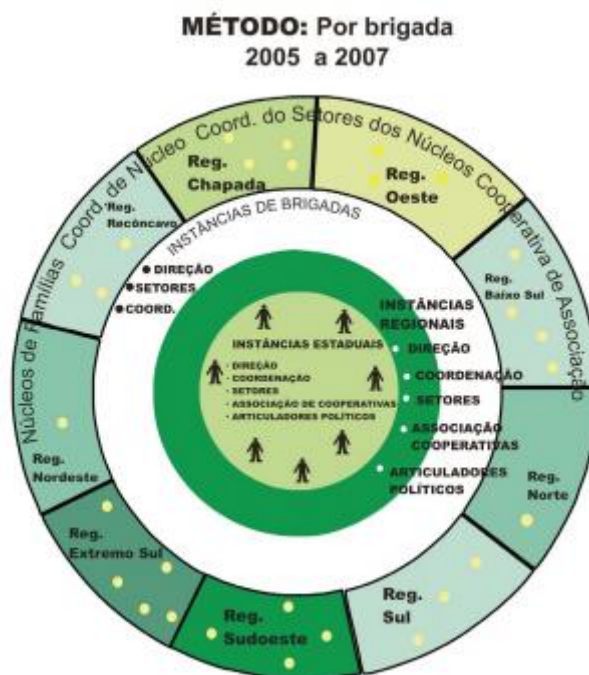 MÉTODO: Por brigada
2005 a 2007
Núcleos de Famílias Coord. de Núcleo Coord. do Setores dos Núcleos Cooperativa de Associação
Reg.
Chapada
Reg.
Oeste
Reg.
Recôncavo
Reg.
Baixo Sul
INSTÂNCIAS DE BRIGADAS
DIREÇÃO
SETORES
COORD.
INSTÂNCIAS ESTADUAIS
· DIREÇÃO
· COORDENAÇÃO
· SETORES
· ASSOCIAÇÃO DE COOPERATIVAS
· ARTICULADORES POLÍTICOS
INSTÂNCIAS
REGIONAIS
DIREÇÃO
COORDENAÇÃO
SETORES
ASSOCIAÇÃO
COOPERATIVAS
ARTICULADORES
POLÍTICOS
Reg.
Nordeste
Reg.
Norte
Reg.
Extremo Sul
Reg.
Sudoeste
Reg.
Sul